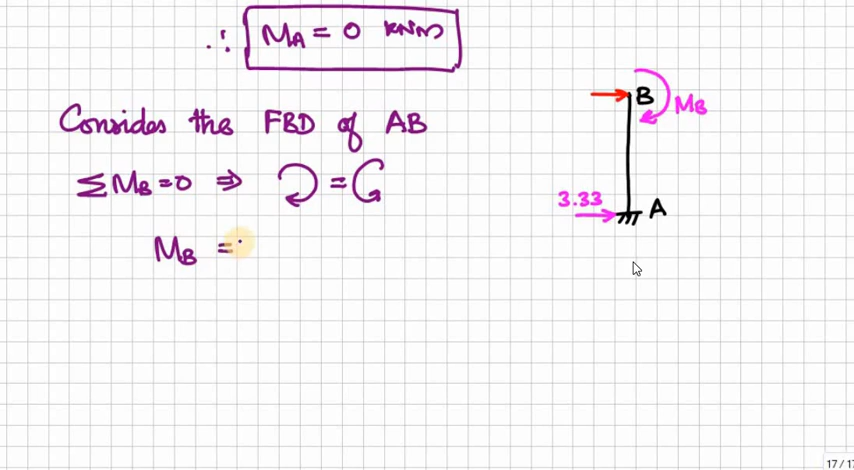 ∴ MA = 0 kNm
Consider the FBD of AB
ΣMB = 0 ⇒ ↻ = ↺
MB =
B
MB
3.33
A
17 / 17